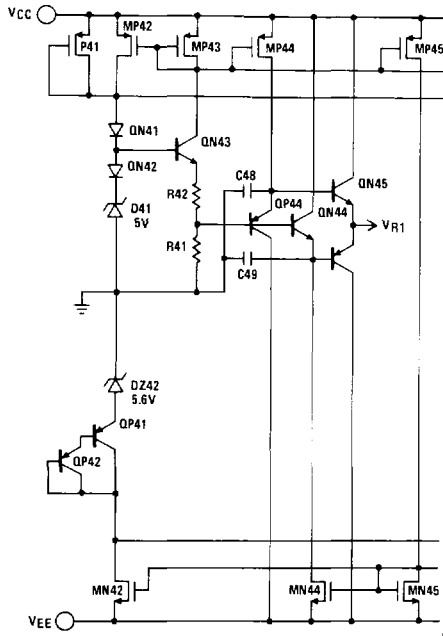 VCC
P41
MP42
MP43
MP44
MP45
QN41
QN43
QN42
C48
QN45
R42
QP44
QN44
D41
5V
VR1
R41
C49
DZ42
5.6V
QP41
QP42
MN42
MN44
MN45
VEE